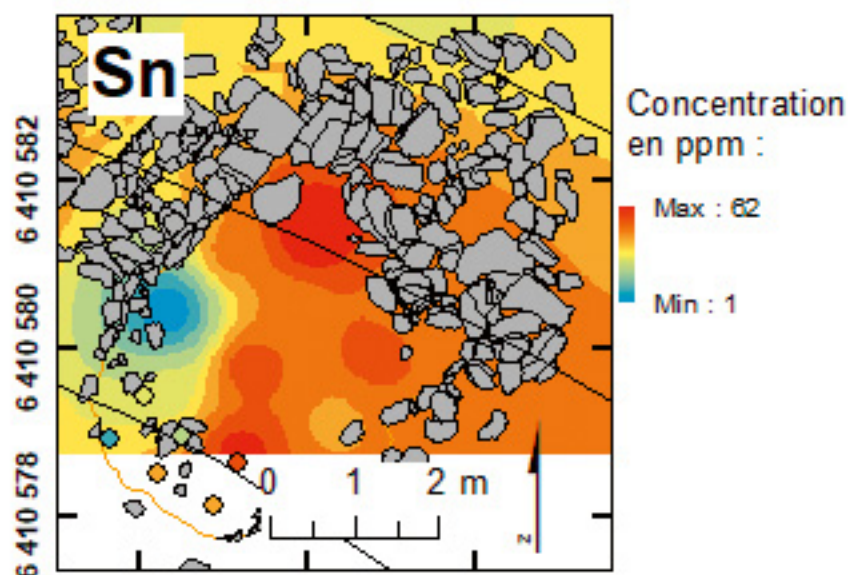 Sn
Concentration
en ppm :
Max : 62
Min : 1
6 410 582
6 410 580
6 410 578
0 1 2 m
N